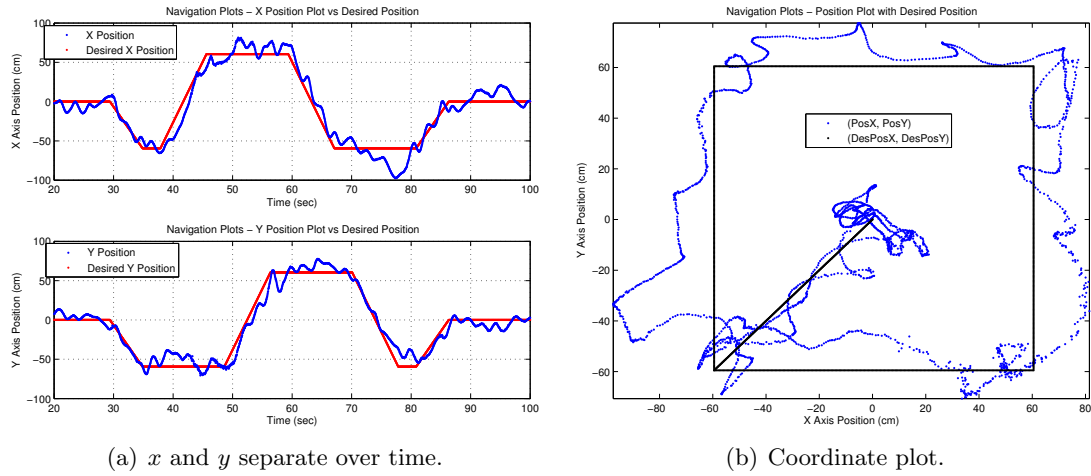 Navigation Plots – X Position Plot vs Desired Position
100
50
0
−50
−100
X Axis Position (cm)
X Position
Desired X Position
20 30 40 50 60 70 80 90 100
Time (sec)
Navigation Plots – Y Position Plot vs Desired Position
100
50
0
−50
−100
Y Axis Position (cm)
Y Position
Desired Y Position
20 30 40 50 60 70 80 90 100
Time (sec)
(a) x and y separate over time.
Navigation Plots – Position Plot with Desired Position
60
40
20
0
−20
−40
−60
Y Axis Position (cm)
(PosX, PosY)
(DesPosX, DesPosY)
−80 −60 −40 −20 0 20 40 60 80
X Axis Position (cm)
(b) Coordinate plot.